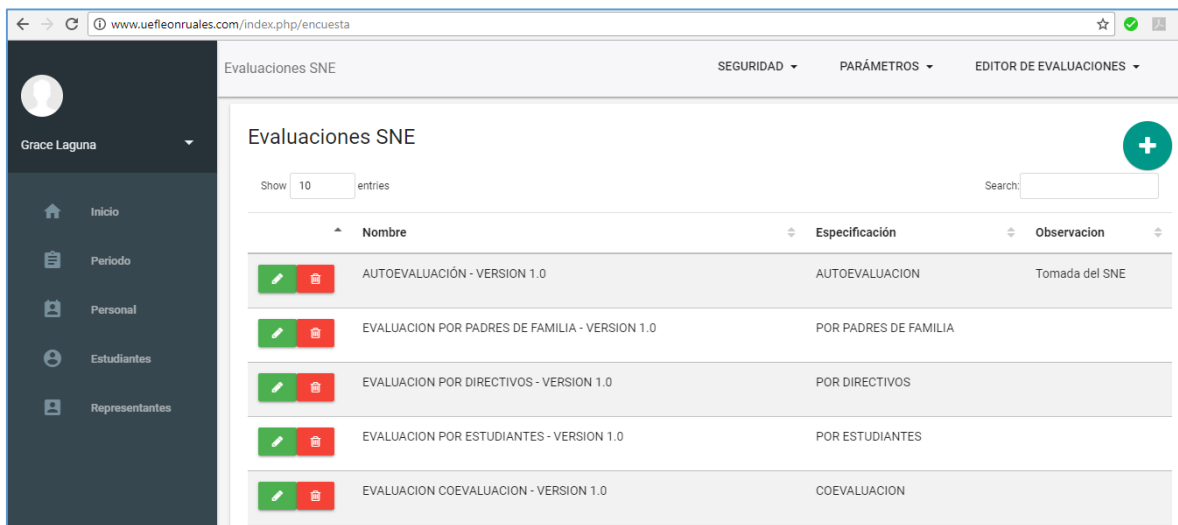 www.uefleonruales.com/index.php/encuesta
Evaluaciones SNE
SEGURIDAD
PARÁMETROS
EDITOR DE EVALUACIONES
Grace Laguna
Inicio
Periodo
Personal
Estudiantes
Representantes
Evaluaciones SNE
+
Show 10 entries
Search:
Nombre Especificación Observacion
AUTOEVALUACIÓN - VERSION 1.0 AUTOEVALUACION Tomada del SNE
EVALUACION POR PADRES DE FAMILIA - VERSION 1.0 POR PADRES DE FAMILIA
EVALUACION POR DIRECTIVOS - VERSION 1.0 POR DIRECTIVOS
EVALUACION POR ESTUDIANTES - VERSION 1.0 POR ESTUDIANTES
EVALUACION COEVALUACION - VERSION 1.0 COEVALUACION